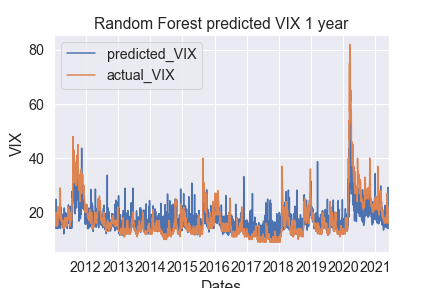 Random Forest predicted VIX 1 year
predicted_VIX
actual_VIX
80
60
40
20
VIX
2012 2013 2014 2015 2016 2017 2018 2019 2020 2021
Dates